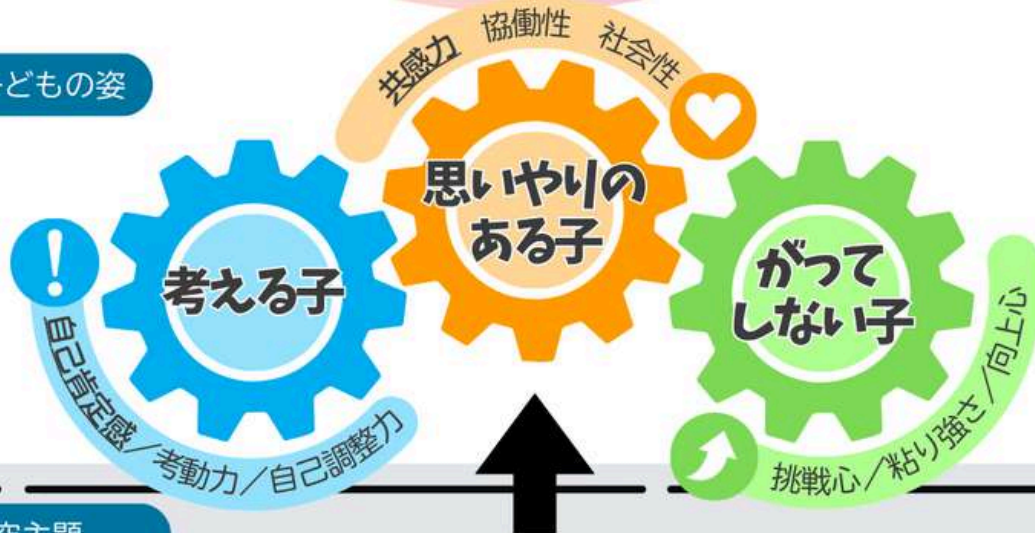 協働性
共感力
社会性
どもの姿
思いやりの
ある子
考える子
がって
しない子
!
自己肯定感/考動力/自己調整力
挑戦心/粘り強さ/向上心